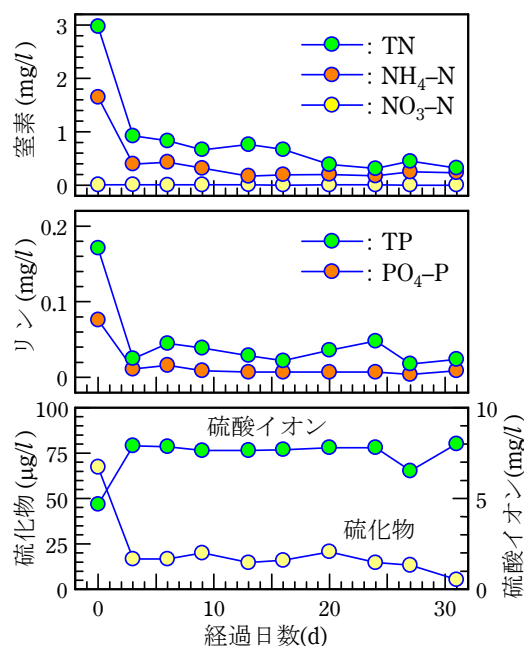 窒素 (mg/l)
3
2
1
0
: TN
: NH₄–N
: NO₃–N
リン (mg/l)
0.2
0.1
0
: TP
: PO₄–P
硫化物 (μg/l)
100
75
50
25
0
硫酸イオン
硫化物
10
5
0
硫酸イオン(mg/l)
0 10 20 30
経過日数(d)